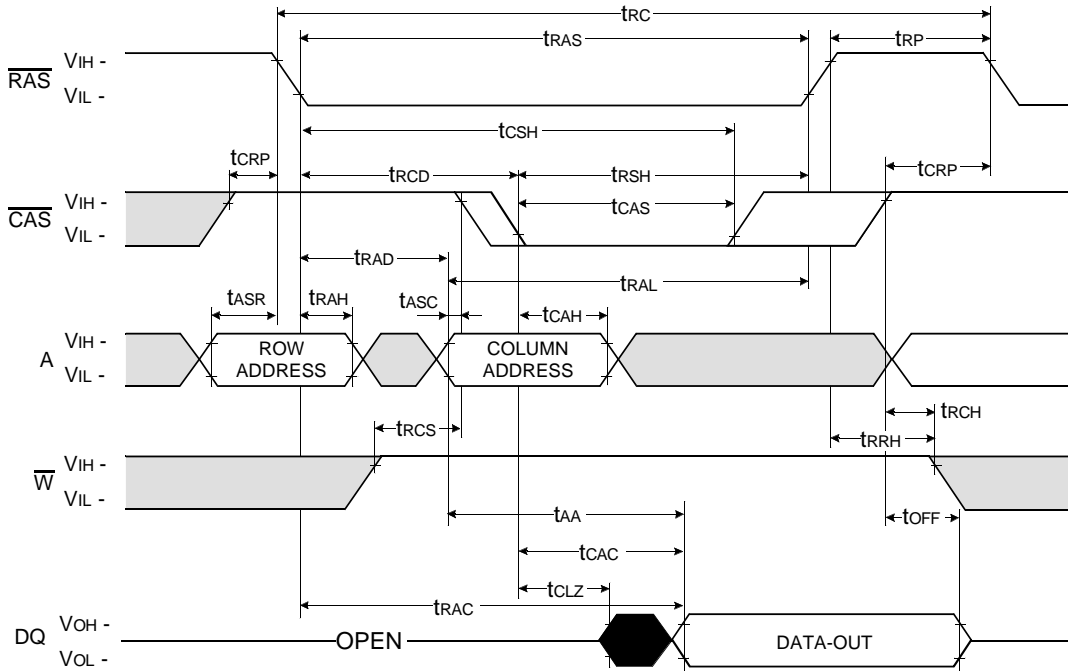 tRC
tRAS
tRP
RAS
VIH -
VIL -
tCSH
tCRP
tRCD
tRSH
tCRP
CAS
VIH -
VIL -
tCAS
tRAD
tRAL
tASR
tRAH
tASC
tCAH
A
VIH -
VIL -
ROW
ADDRESS
COLUMN
ADDRESS
tRCS
tRCH
tRRH
W
VIH -
VIL -
tAA
tOFF
tCAC
tCLZ
tRAC
DQ
VOH -
VOL -
OPEN
DATA-OUT